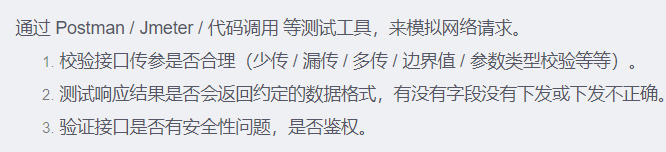 通过 Postman / Jmeter / 代码调用 等测试工具，来模拟网络请求。
1. 校验接口传参是否合理（少传 / 漏传 / 多传 / 边界值 / 参数类型校验等等）。
2. 测试响应结果是否会返回约定的数据格式，有没有字段没有下发或下发不正确。
3. 验证接口是否有安全性问题，是否鉴权。